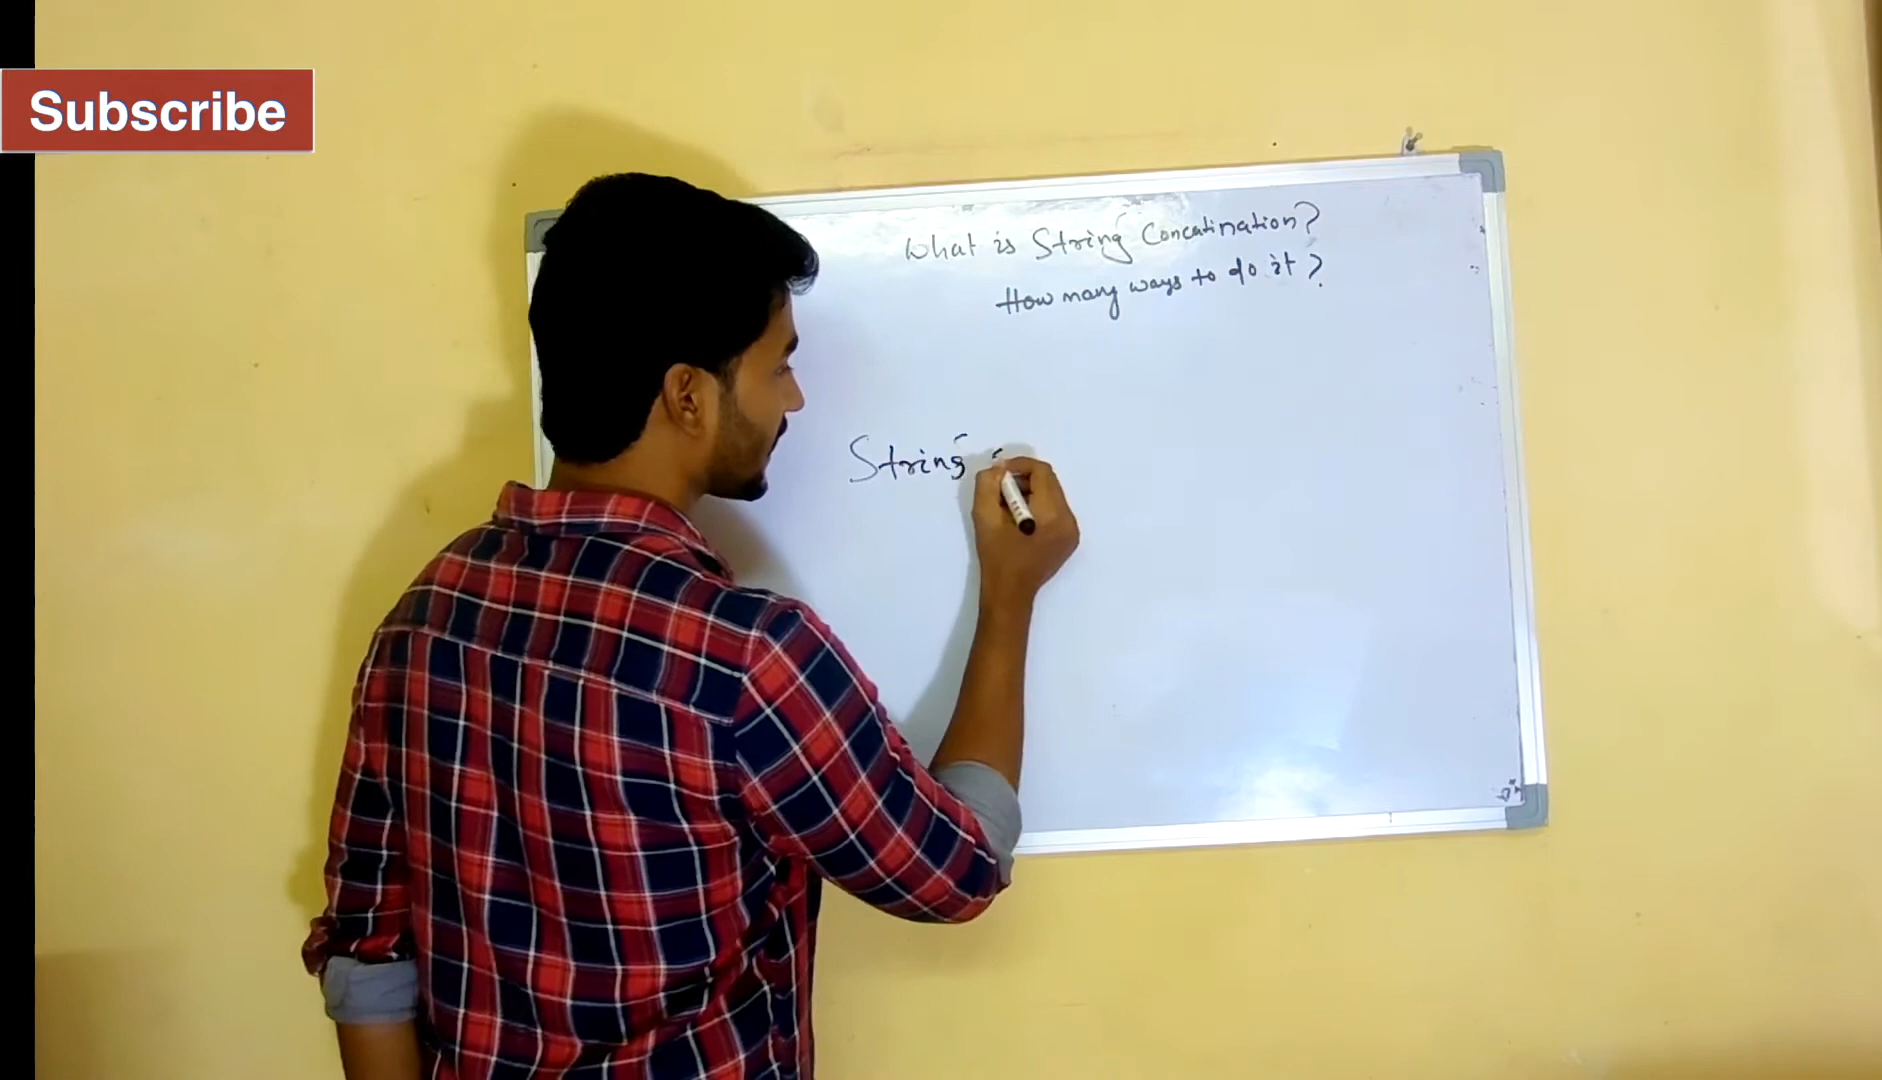 Subscribe
What is String Concatination?
How many ways to do it?
String